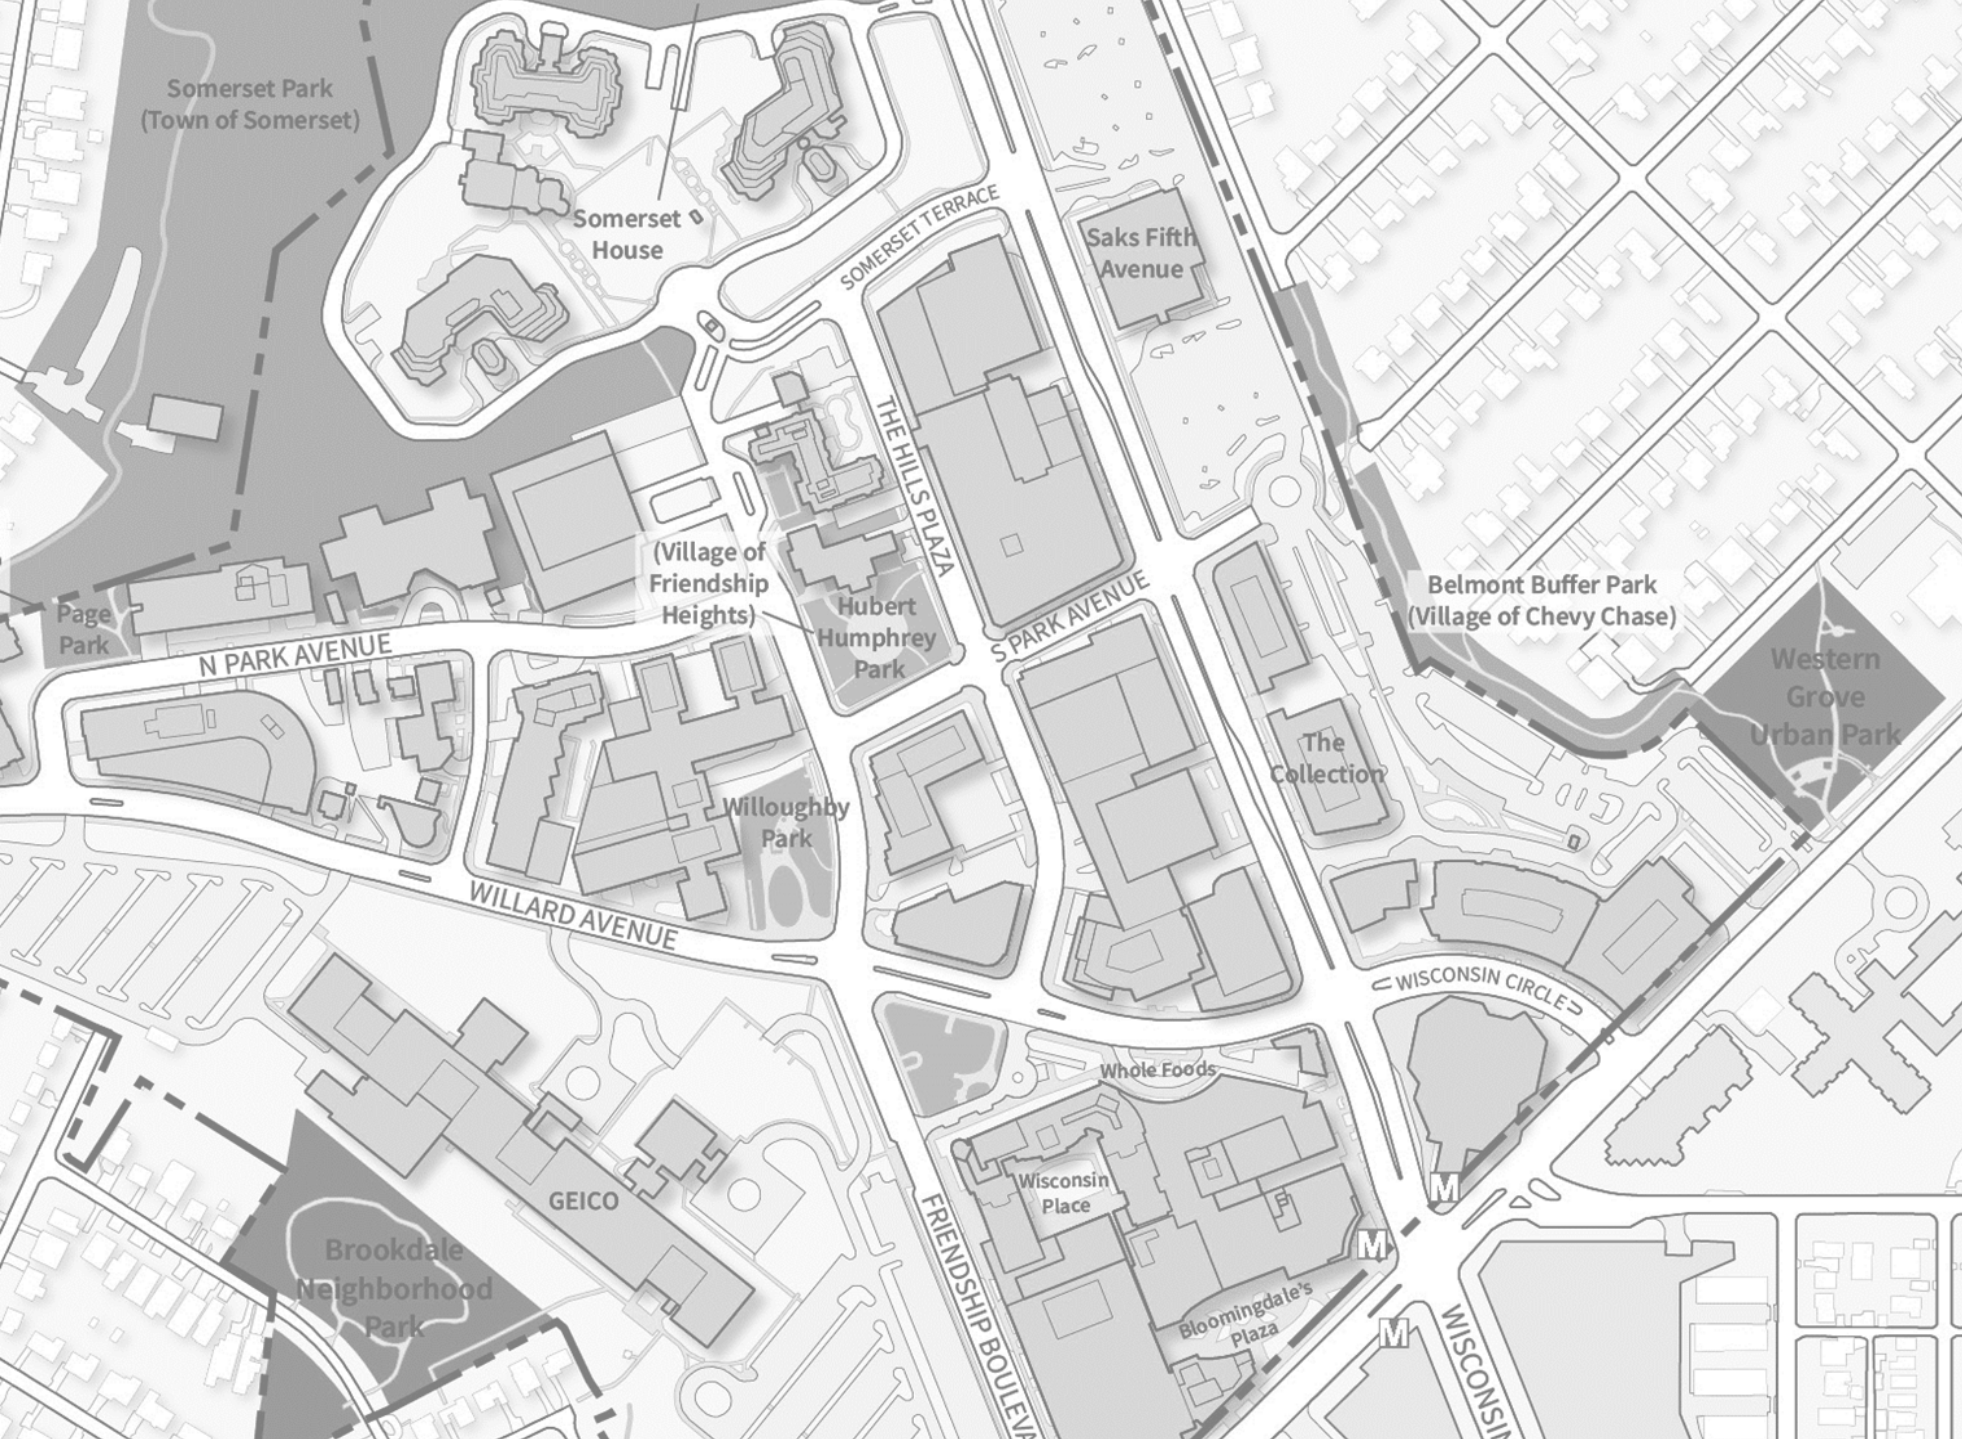 Somerset Park
(Town of Somerset)
Somerset
House
SOMERSET TERRACE
Saks Fifth
Avenue
THE HILLS PLAZA
(Village of
Friendship
Heights)
Hubert
Humphrey
Park
S PARK AVENUE
Belmont Buffer Park
(Village of Chevy Chase)
Page
Park
N PARK AVENUE
Western
Grove
Urban Park
The
Collection
Willoughby
Park
WILLARD AVENUE
WISCONSIN CIRCLE
Whole Foods
Wisconsin
Place
GEICO
M
M
M
Brookdale
Neighborhood
Park
FRIENDSHIP BOULEVA
Bloomingdale's
Plaza
WISCONSIN